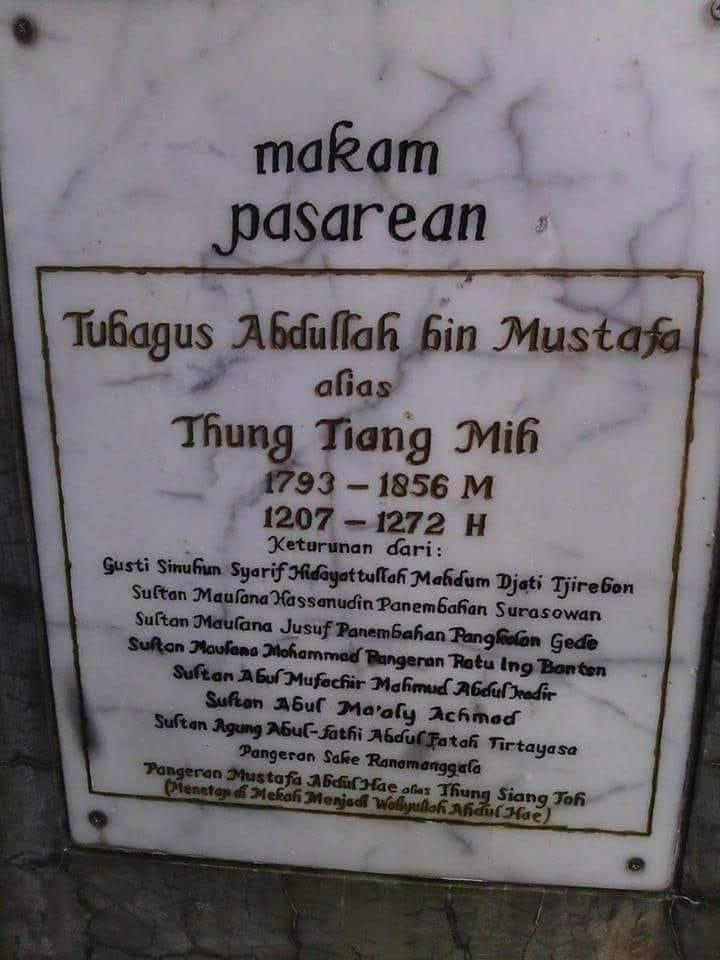 makam
pasarean
Tubagus Abdullah bin Mustafa
alias
Thung Tiang Mih
1793 – 1856 M
1207 – 1272 H
Keturunan dari:
Gusti Sinuhun Syarif Hidayattullah Mahdum Djati Tjirebon
Sultan Maulana Hassanudin Panembahan Surasowan
Sultan Maulana Jusuf Panembahan Pangkalan Gede
Sultan Maulana Mohammad Pangeran Ratu Ing Banten
Sultan Abul Mufachir Mahmud Abdul kadir
Sultan Abul Ma'aly Achmad
Sultan Agung Abul-fathi Abdul Fatah Tirtayasa
Pangeran Sake Ranamanggala
Pangeran Mustafa Abdul Hae alias Thung Siang Toh
(Menetap di Mekah Menjadi Wahyullah Abdul Hae)